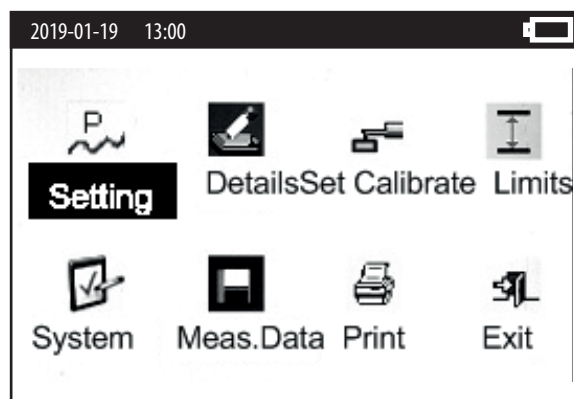 2019-01-19 13:00
P
Setting DetailsSet Calibrate Limits
System Meas.Data Print Exit